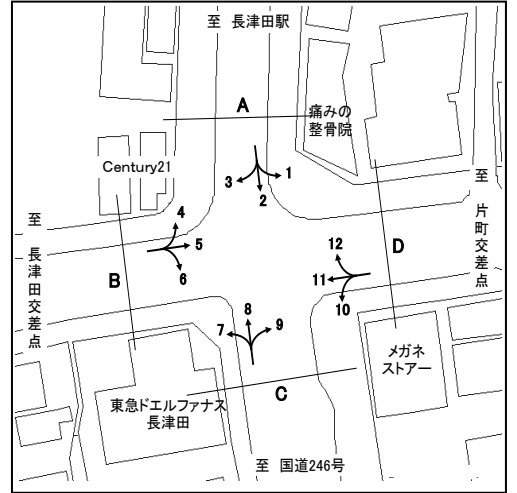 至 長津田駅
A
痛みの
整骨院
Century21
3
1
2
至
片町交差点
4
5
6
至
長津田交差点
B
12
11
10
D
8
7
9
メガネ
ストアー
東急ドエルファナス
長津田
C
至 国道246号